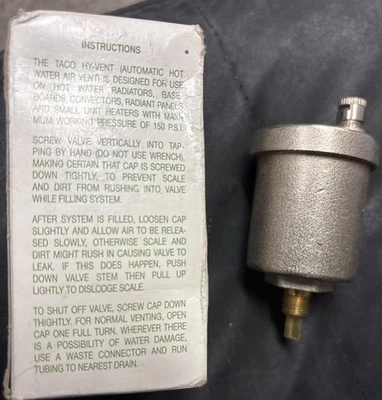 INSTRUCTIONS
THE TACO HY-VENT (AUTOMATIC HOT
WATER AIR VENT) IS DESIGNED FOR USE
ON HOT WATER RADIATORS, BASE-
BOARDS, CONVECTORS, RADIANT PANELS
AND SMALL UNIT HEATERS WITH MAXI-
MUM WORKING PRESSURE OF 150 P.S.I.
SCREW VALVE VERTICALLY INTO TAP-
PING BY HAND (DO NOT USE WRENCH),
MAKING CERTAIN THAT CAP IS SCREWED
DOWN TIGHTLY, TO PREVENT SCALE
AND DIRT FROM RUSHING INTO VALVE
WHILE FILLING SYSTEM.
AFTER SYSTEM IS FILLED, LOOSEN CAP
SLIGHTLY AND ALLOW AIR TO BE RELEA-
SED SLOWLY, OTHERWISE SCALE AND
DIRT MIGHT RUSH IN CAUSING VALVE TO
LEAK. IF THIS DOES HAPPEN, PUSH
DOWN VALVE STEM THEN PULL UP
LIGHTLY TO DISLODGE SCALE.
TO SHUT OFF VALVE, SCREW CAP DOWN
TIGHTLY. FOR NORMAL VENTING, OPEN
CAP ONE FULL TURN. WHEREVER THERE
IS A POSSIBILITY OF WATER DAMAGE,
USE A WASTE CONNECTOR AND RUN
TUBING TO NEAREST DRAIN.